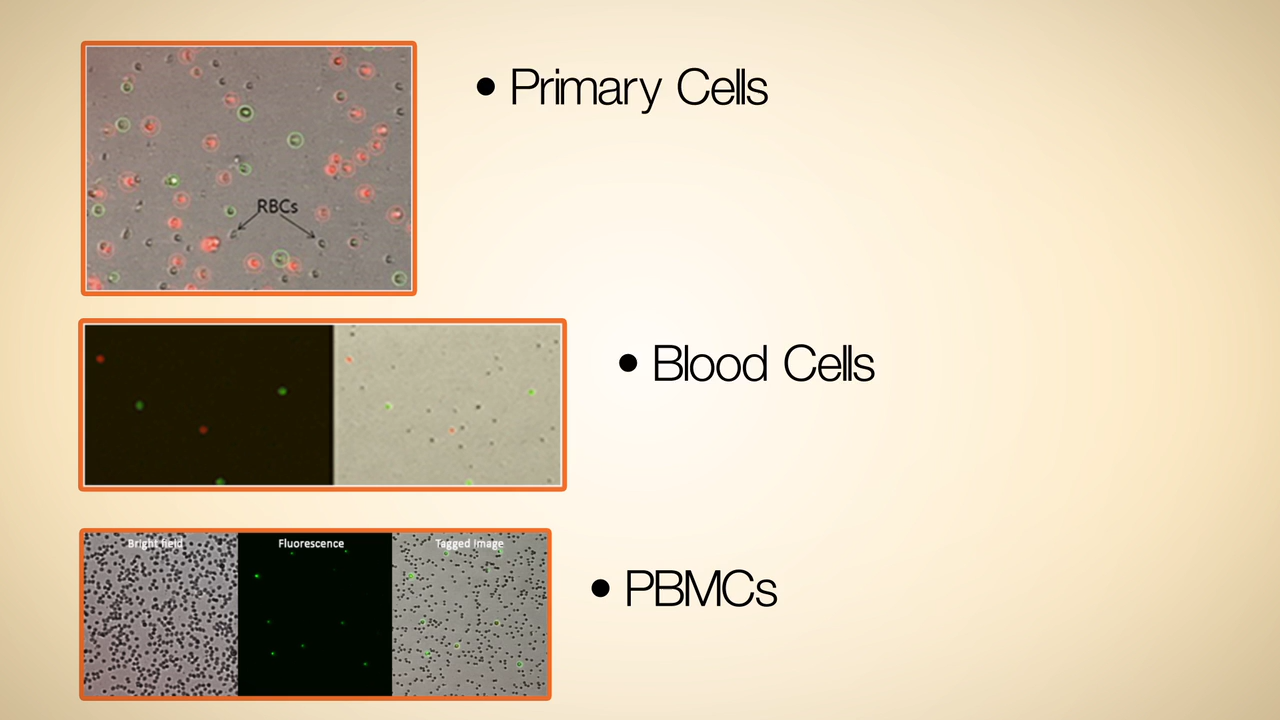 • Primary Cells
RBCs
• Blood Cells
Bright field
Fluorescence
Tagged Image
• PBMCs